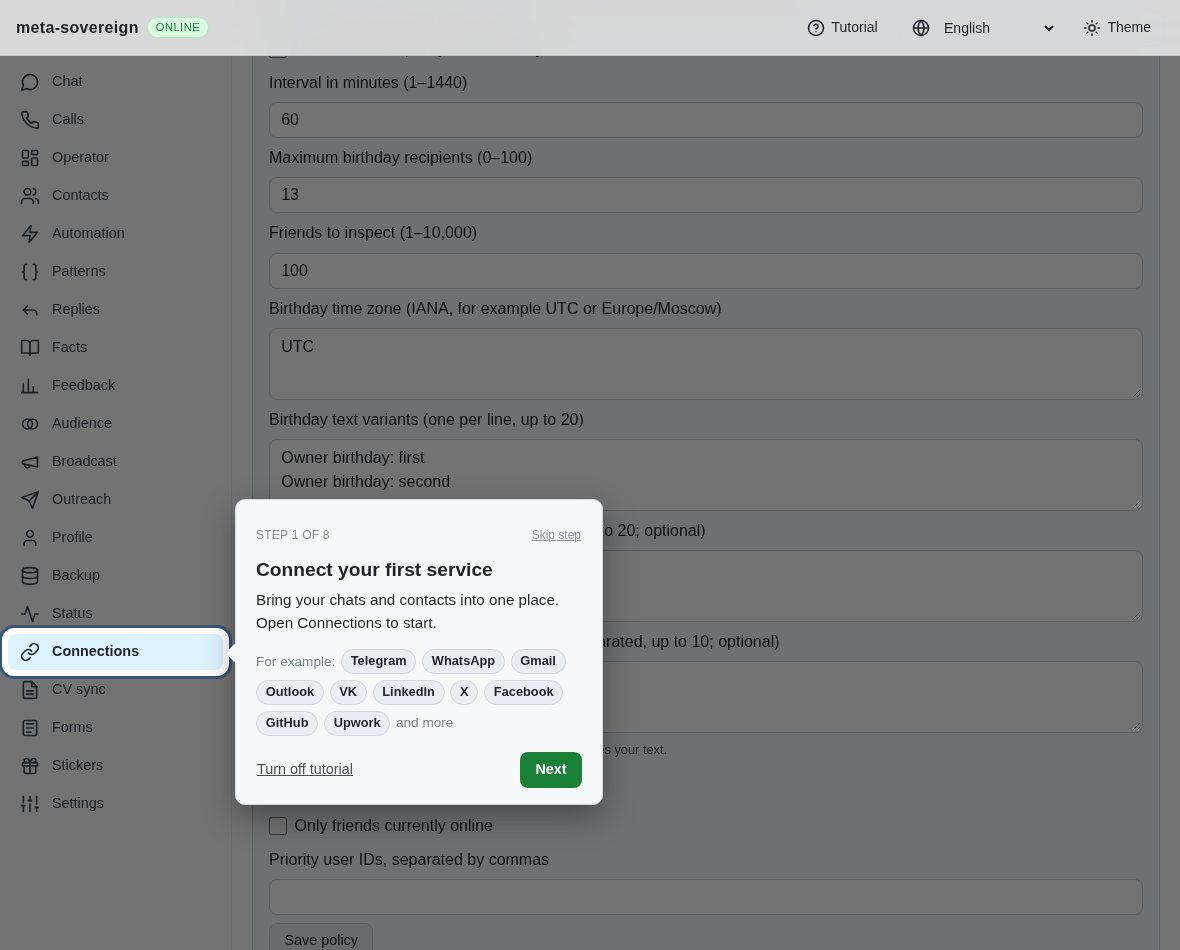 meta-sovereign ONLINE
Tutorial
English
Theme
Chat
Calls
Operator
Contacts
Automation
Patterns
Replies
Facts
Feedback
Audience
Broadcast
Outreach
Profile
Backup
Status
Connections
CV sync
Forms
Stickers
Settings
Interval in minutes (1–1440)
60
Maximum birthday recipients (0–100)
13
Friends to inspect (1–10,000)
100
Birthday time zone (IANA, for example UTC or Europe/Moscow)
UTC
Birthday text variants (one per line, up to 20)
Owner birthday: first
Owner birthday: second
to 20; optional)
up to 10; optional)
your text.
STEP 1 OF 8
Skip step
Connect your first service
Bring your chats and contacts into one place.
Open Connections to start.
For example: Telegram WhatsApp Gmail
Outlook VK LinkedIn X Facebook
GitHub Upwork and more
Turn off tutorial
Next
Only friends currently online
Priority user IDs, separated by commas
Save policy